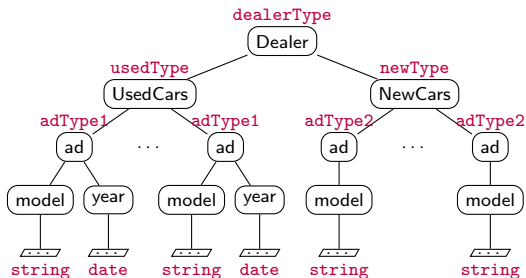 dealerType
Dealer
usedType newType
UsedCars NewCars
adType1 adType1 adType2 adType2
ad ... ad ad ... ad
model year model year model model
string date string date string string